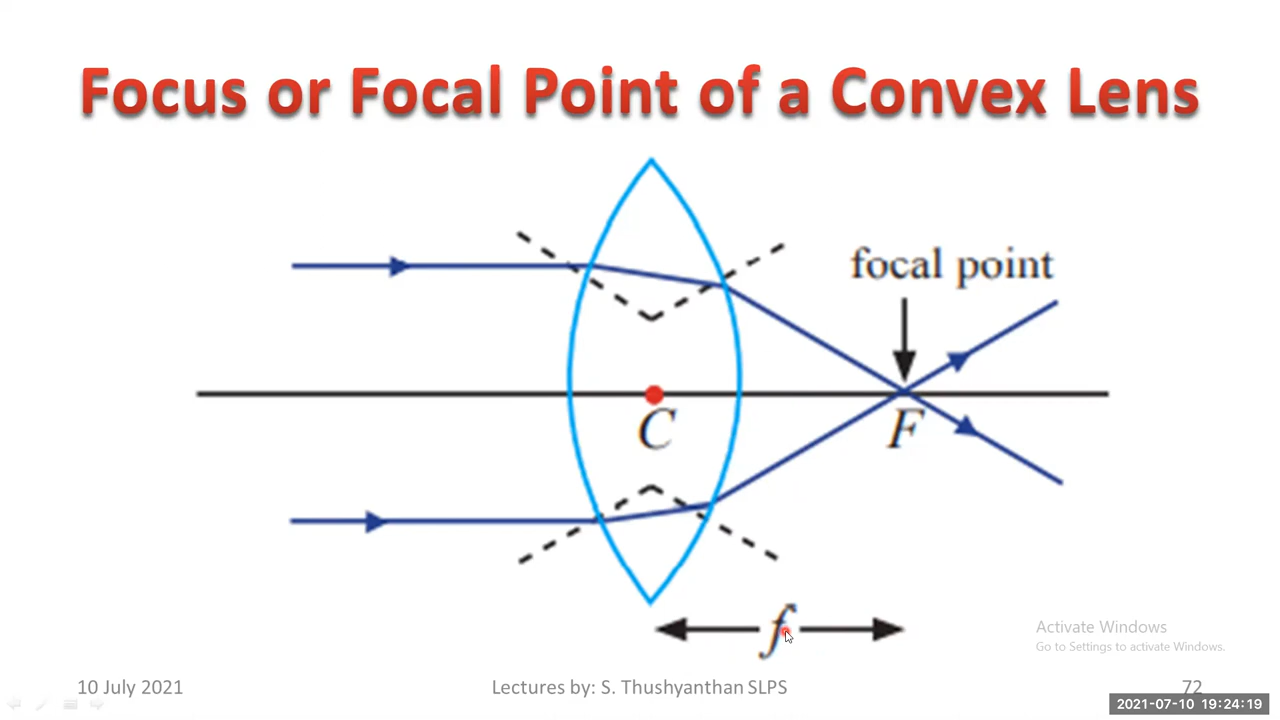 Focus or Focal Point of a Convex Lens
focal point
C
F
f
Activate Windows
Go to Settings to activate Windows.
10 July 2021
Lectures by: S. Thushyanthan SLPS
72
2021-07-10 19:24:19